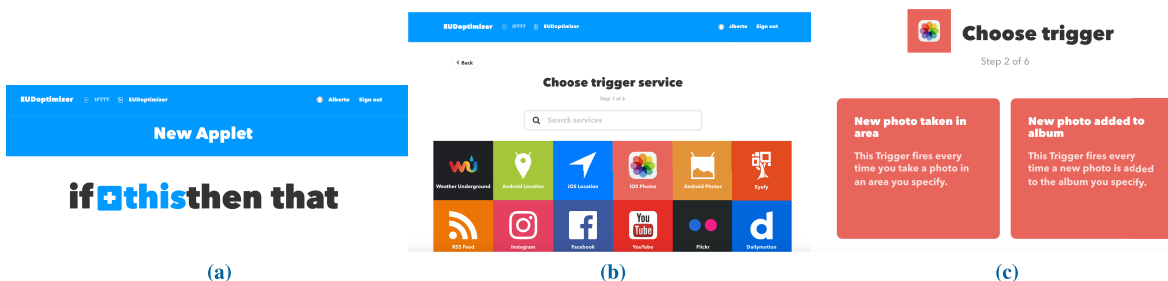 EUDoptimizer IFTTT EUDoptimizer Alberto Sign out
New Applet
if this then that
(a)
EUDoptimizer IFTTT EUDoptimizer Alberto Sign out
Back
Choose trigger service
Step 1 of 6
Search services
Weather Underground Android Location iOS Location iOS Photos Android Photos Eyefy
You
Tube
d
RSS Feed Instagram Facebook YouTube Flickr Dailymotion
(b)
Choose trigger
Step 2 of 6
New photo taken in
area
This Trigger fires every
time you take a photo in
an area you specify.
New photo added to
album
This Trigger fires every
time a new photo is added
to the album you specify.
(c)